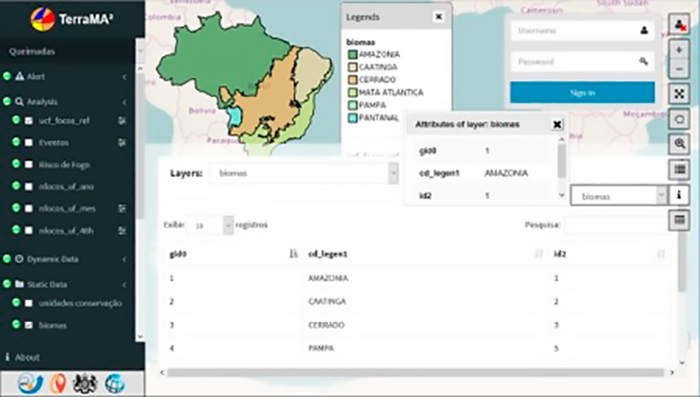 TerraMA²
Queimadas
Alert
Analysis
ucf_focos_ref
Eventos
Risco de Fogo
nfocos_uf_ano
nfocos_uf_mes
nfocos_uf_48h
Dynamic Data
Static Data
unidades conservação
biomas
About
Venezuela
Bolivia
Legends
biomas
AMAZONIA
CAATINGA
CERRADO
MATA ATLANTICA
PAMPA
PANTANAL
Cameroun
South Sudan
Username
Password
Sign In
Attributes of layer: biomas
gid0 1
cd_legen1 AMAZONIA
id2 1
biomas
Layers: biomas
Exibir 10 registros
Pesquisa:
gid0 cd_legen1 id2
1 AMAZONIA 1
2 CAATINGA 2
3 CERRADO 3
4 PAMPA 5